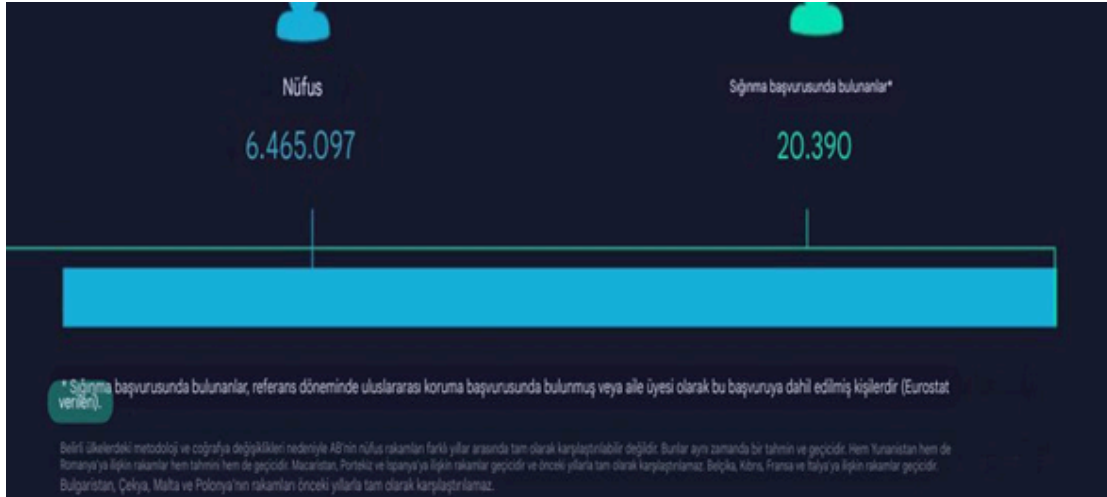 Nüfus
Sığınma başvurusunda bulunanlar*
6.465.097
20.390
* Sığınma başvurusunda bulunanlar, referans döneminde uluslararası koruma başvurusunda bulunmuş veya aile üyesi olarak bu başvuruya dahil edilmiş kişilerdir (Eurostat
verileri).
Belirli ülkelerdeki metodoloji ve coğrafya değişiklikleri nedeniyle AB'nin nüfus rakamları farklı yıllar arasında tam olarak karşılaştırılabilir değildir. Bunlar aynı zamanda bir tahmin ve geçicidir. Hem Yunanistan hem de
Romanya'ya ilişkin rakamlar hem tahmini hem de geçicidir. Macaristan, Portekiz ve İspanya'ya ilişkin rakamlar geçicidir ve önceki yıllarla tam olarak karşılaştırılamaz. Belçika, Kıbrıs, Fransa ve İtalya'ya ilişkin rakamlar geçicidir.
Bulgaristan, Çekya, Malta ve Polonya'nın rakamları önceki yıllarla tam olarak karşılaştırılamaz.